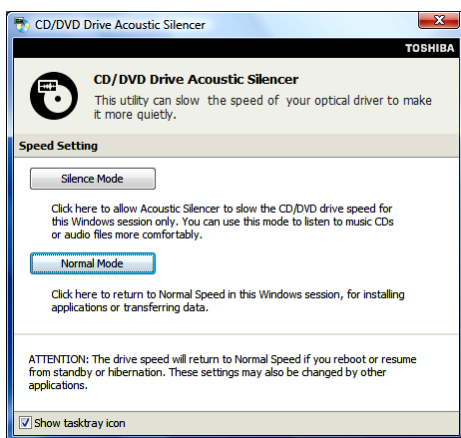 CD/DVD Drive Acoustic Silencer
TOSHIBA
CD/DVD Drive Acoustic Silencer
This utility can slow the speed of your optical driver to make
it more quietly.
Speed Setting
Silence Mode
Click here to allow Acoustic Silencer to slow the CD/DVD drive speed for
this Windows session only. You can use this mode to listen to music CDs
or audio files more comfortably.
Normal Mode
Click here to return to Normal Speed in this Windows session, for installing
applications or transferring data.
ATTENTION: The drive speed will return to Normal Speed if you reboot or resume
from standby or hibernation. These settings may also be changed by other
applications.
Show tasktray icon